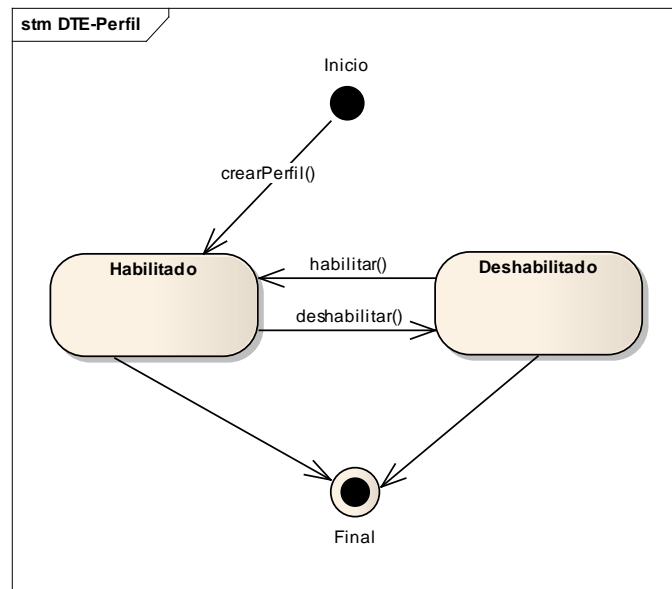 stm DTE-Perfil
Inicio
crearPerfil()
Habilitado
habilitar()
Deshabilitado
deshabilitar()
Final